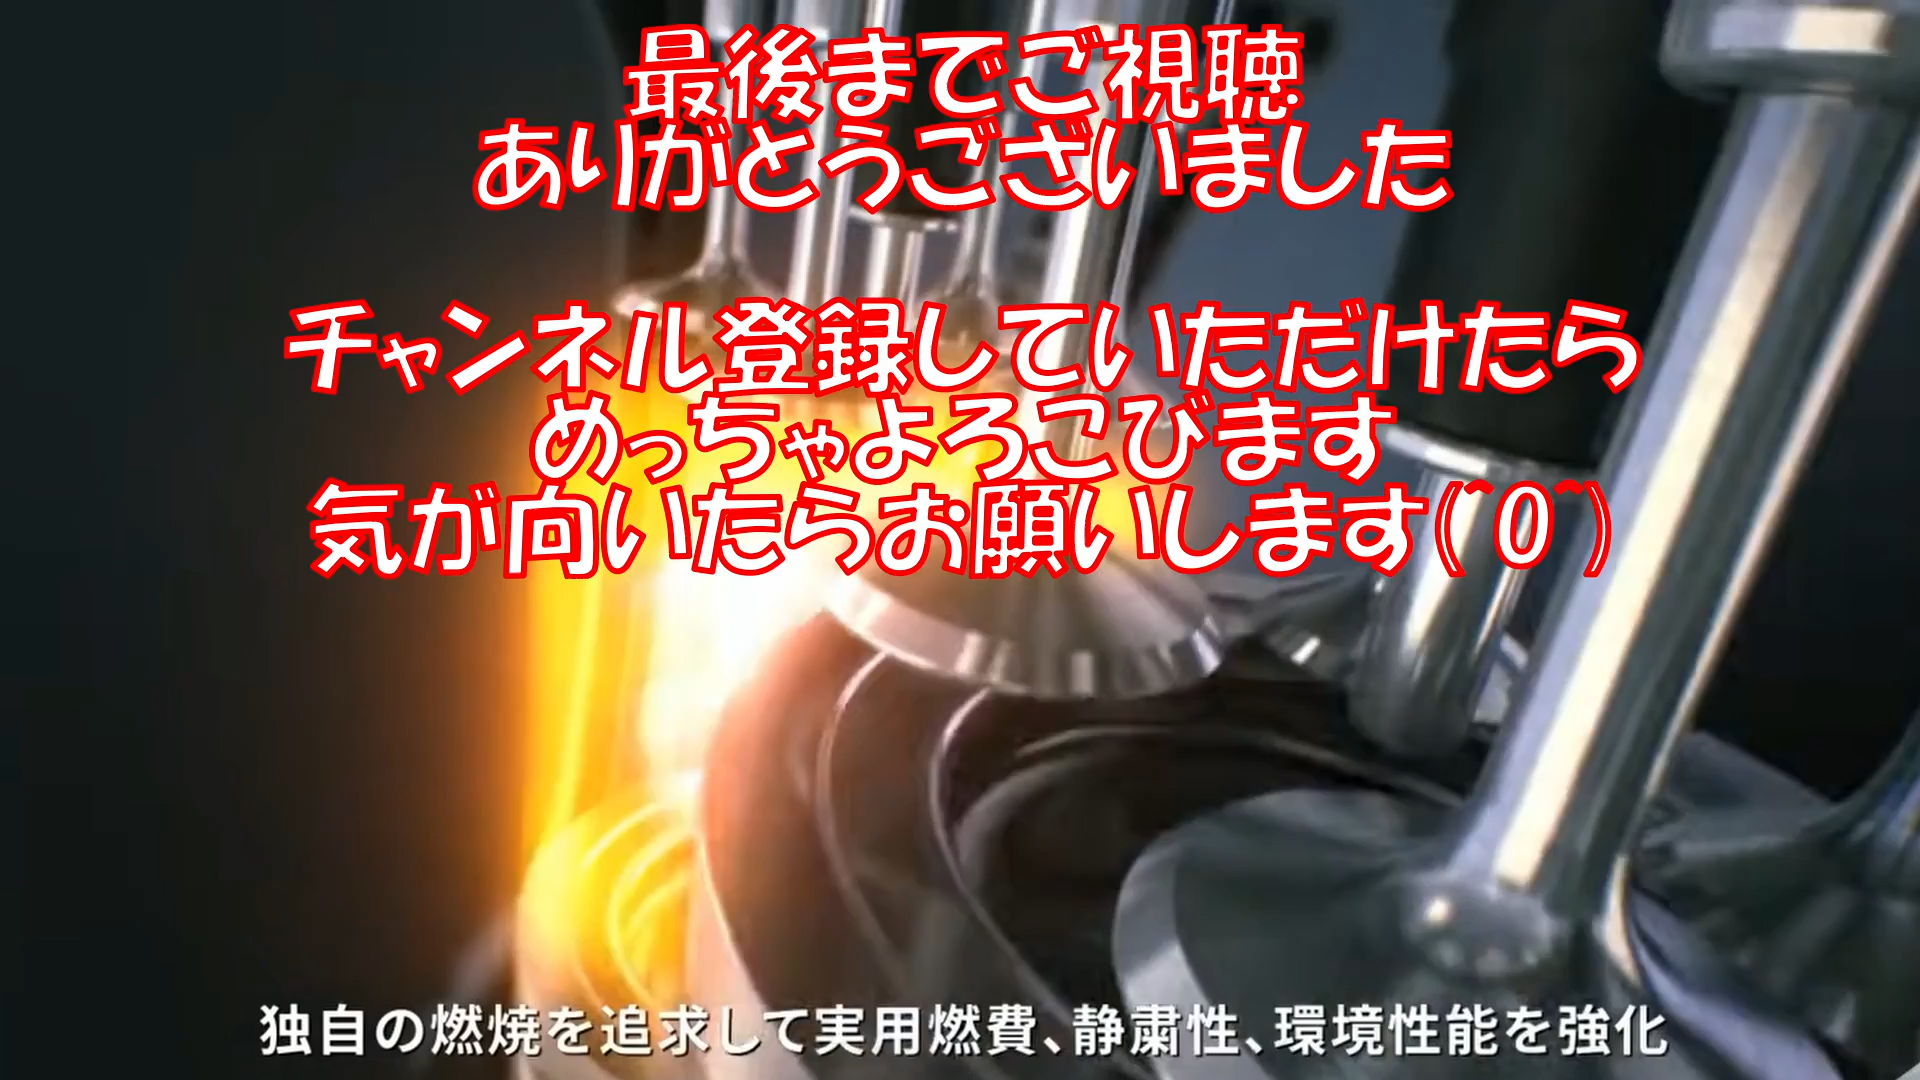 最後までご視聴
ありがとうございました
チャンネル登録していただけたら
めっちゃよろこびます
気が向いたらお願いします(^0^)
独自の燃焼を追求して実用燃費、静粛性、環境性能を強化